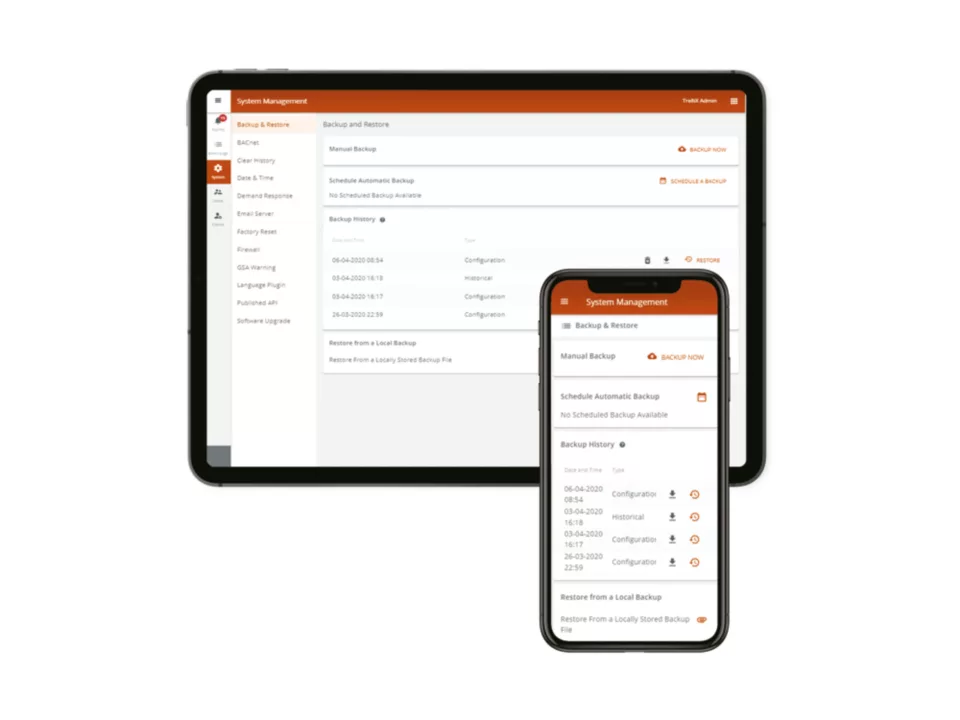 System Management
Trend Admin
Backup & Restore
BACnet
Clear History
Date & Time
Demand Response
Email Server
Factory Reset
Firewall
GSA Warning
Language Plugin
Published API
Software Upgrade
System
Backup and Restore
Manual Backup
BACKUP NOW
Schedule Automatic Backup
SCHEDULE A BACKUP
No Scheduled Backup Available
Backup History
Date and Time Type
06-04-2020 08:54 Configuration RESTORE
03-04-2020 16:18 Historical
03-04-2020 16:17 Configuration
26-03-2020 22:59 Configuration
Restore from a Local Backup
Restore From a Locally Stored Backup File
System Management
Backup & Restore
Manual Backup
BACKUP NOW
Schedule Automatic Backup
No Scheduled Backup Available
Backup History
Date and Time Type
06-04-2020
08:54
Configuration
03-04-2020
16:18
Historical
03-04-2020
16:17
Configuration
26-03-2020
22:59
Configuration
Restore from a Local Backup
Restore From a Locally Stored Backup
File